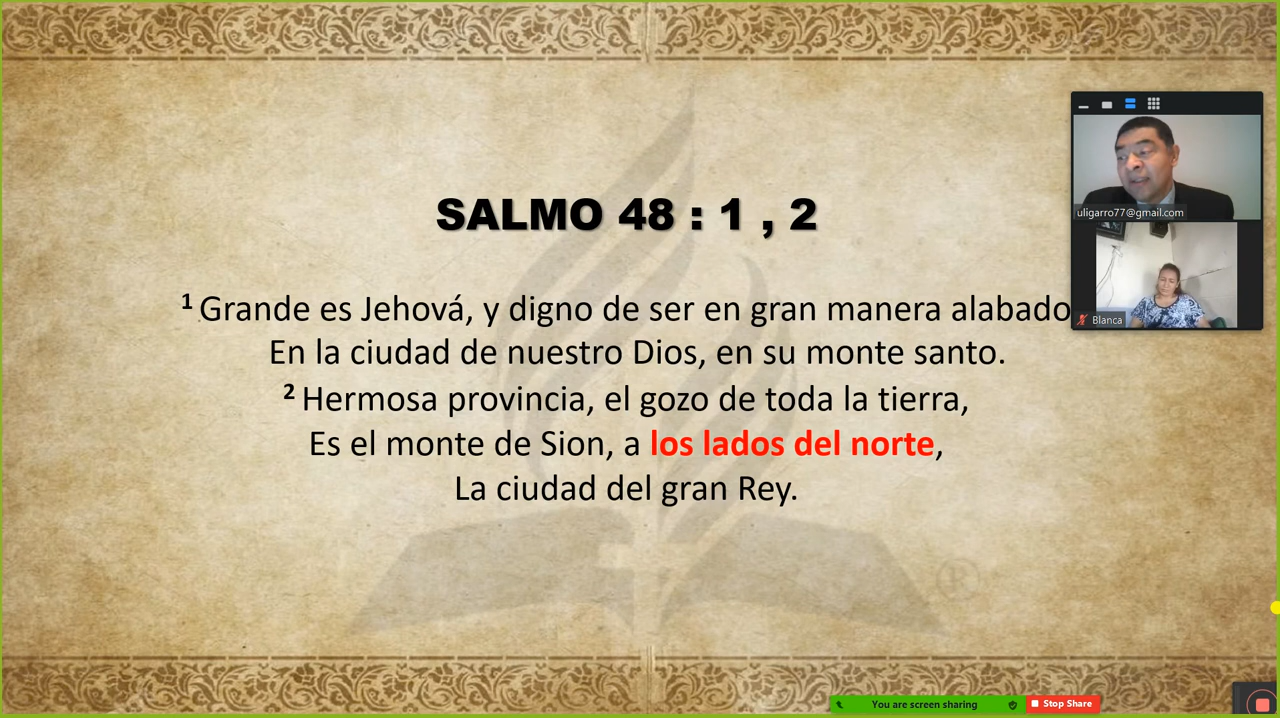 SALMO 48 : 1 , 2
1 Grande es Jehová, y digno de ser en gran manera alabado
En la ciudad de nuestro Dios, en su monte santo.
2 Hermosa provincia, el gozo de toda la tierra,
Es el monte de Sion, a los lados del norte,
La ciudad del gran Rey.
®
uligarro77@gmail.com
Blanca
You are screen sharing
Stop Share